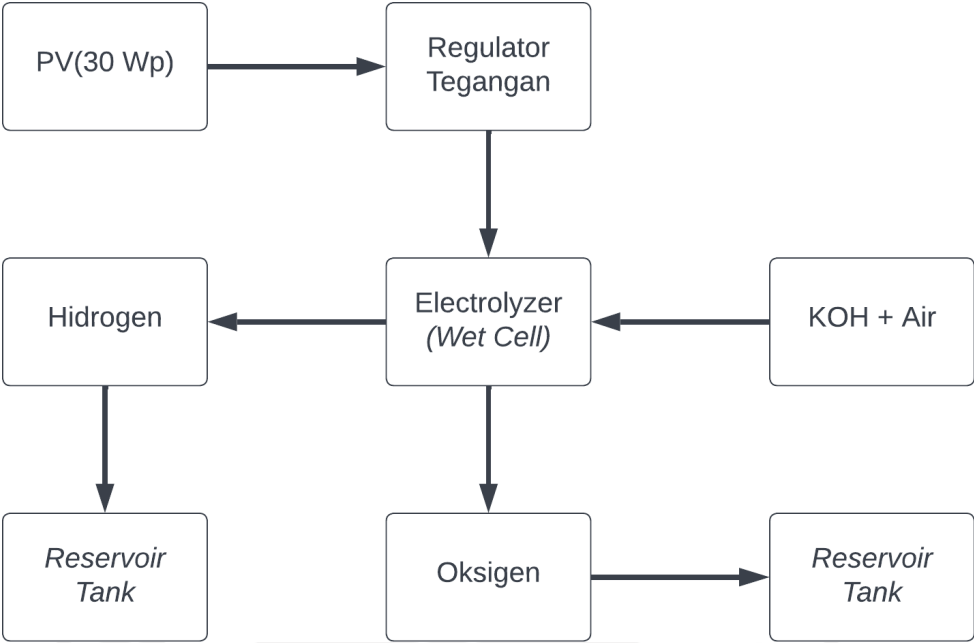 PV(30 Wp)
Regulator
Tegangan
Hidrogen
Electrolyzer
(Wet Cell)
KOH + Air
Reservoir
Tank
Oksigen
Reservoir
Tank